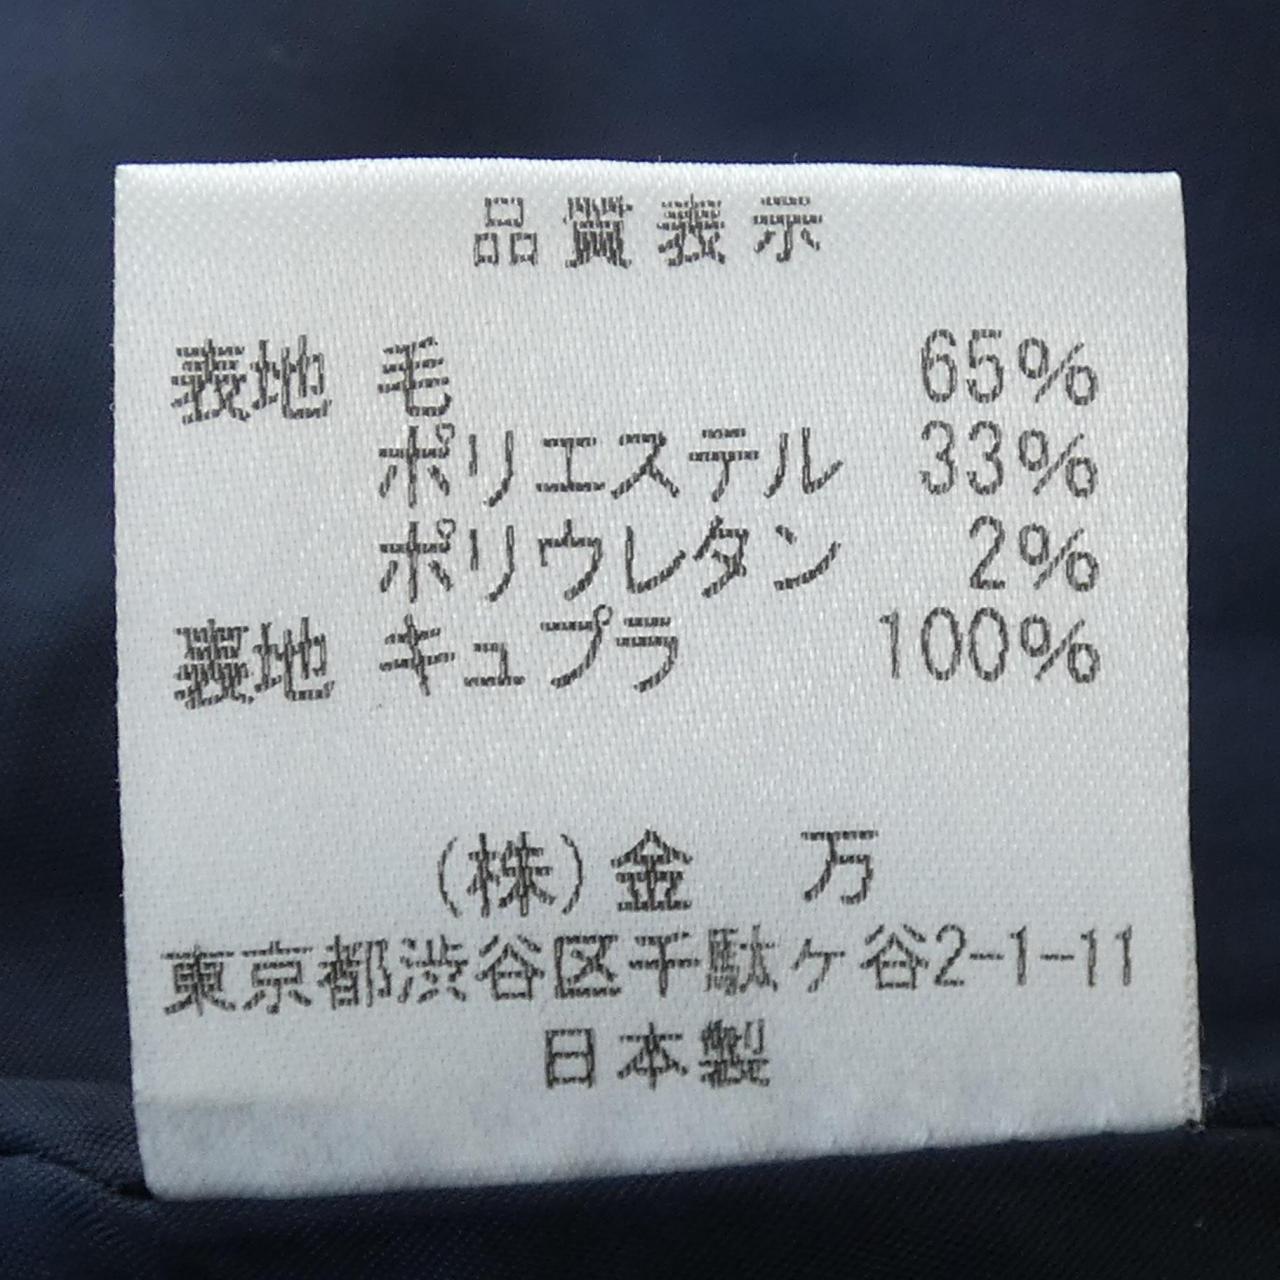 品質表示
表地 毛 65%
ポリエステル 33%
ポリウレタン 2%
裏地 キュプラ 100%
(株)金 万
東京都渋谷区千駄ケ谷2-1-11
日本製